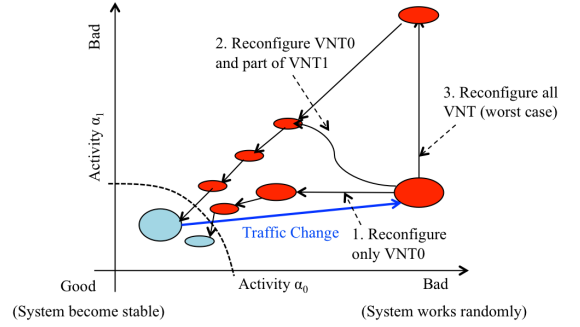 Bad
2. Reconfigure VNT0
and part of VNT1
3. Reconfigure all
VNT (worst case)
Activity α₁
Traffic Change
1. Reconfigure
only VNT0
Good
Activity α₀
Bad
(System become stable)
(System works randomly)